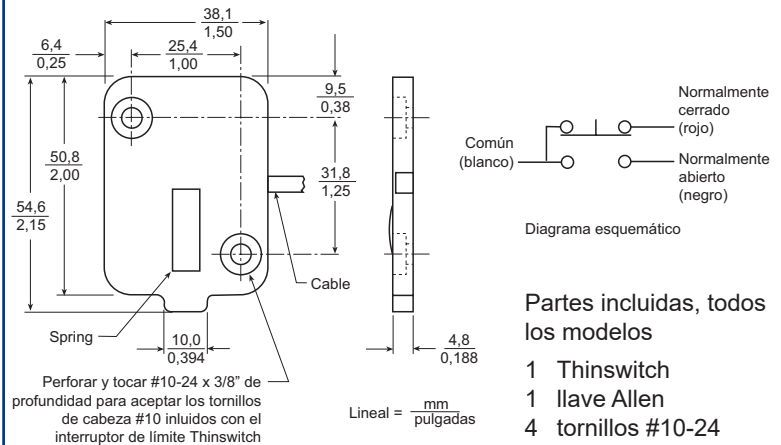 38,1
1,50
6,4
0,25
25,4
1,00
9,5
0,38
50,8
2,00
31,8
1,25
54,6
2,15
Cable
Spring
10,0
0,394
4,8
0,188
Perforar y tocar #10-24 x 3/8” de
profundidad para aceptar los tornillos
de cabeza #10 inluidos con el
interruptor de límite Thinswitch
Lineal = mm
pulgadas
Normalmente
cerrado
(rojo)
Común
(blanco)
Normalmente
abierto
(negro)
Diagrama esquemático
Partes incluidas, todos
los modelos
1 Thinswitch
1 llave Allen
4 tornillos #10-24